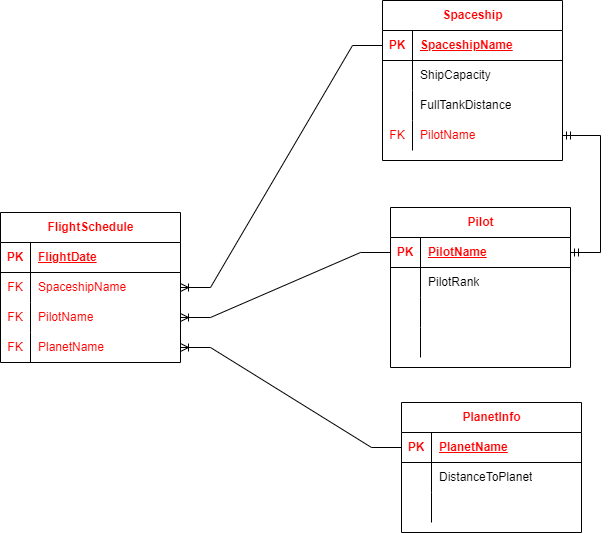 Spaceship
PK SpaceshipName
ShipCapacity
FullTankDistance
FK PilotName
FlightSchedule
PK FlightDate
FK SpaceshipName
FK PilotName
FK PlanetName
Pilot
PK PilotName
PilotRank
PlanetInfo
PK PlanetName
DistanceToPlanet